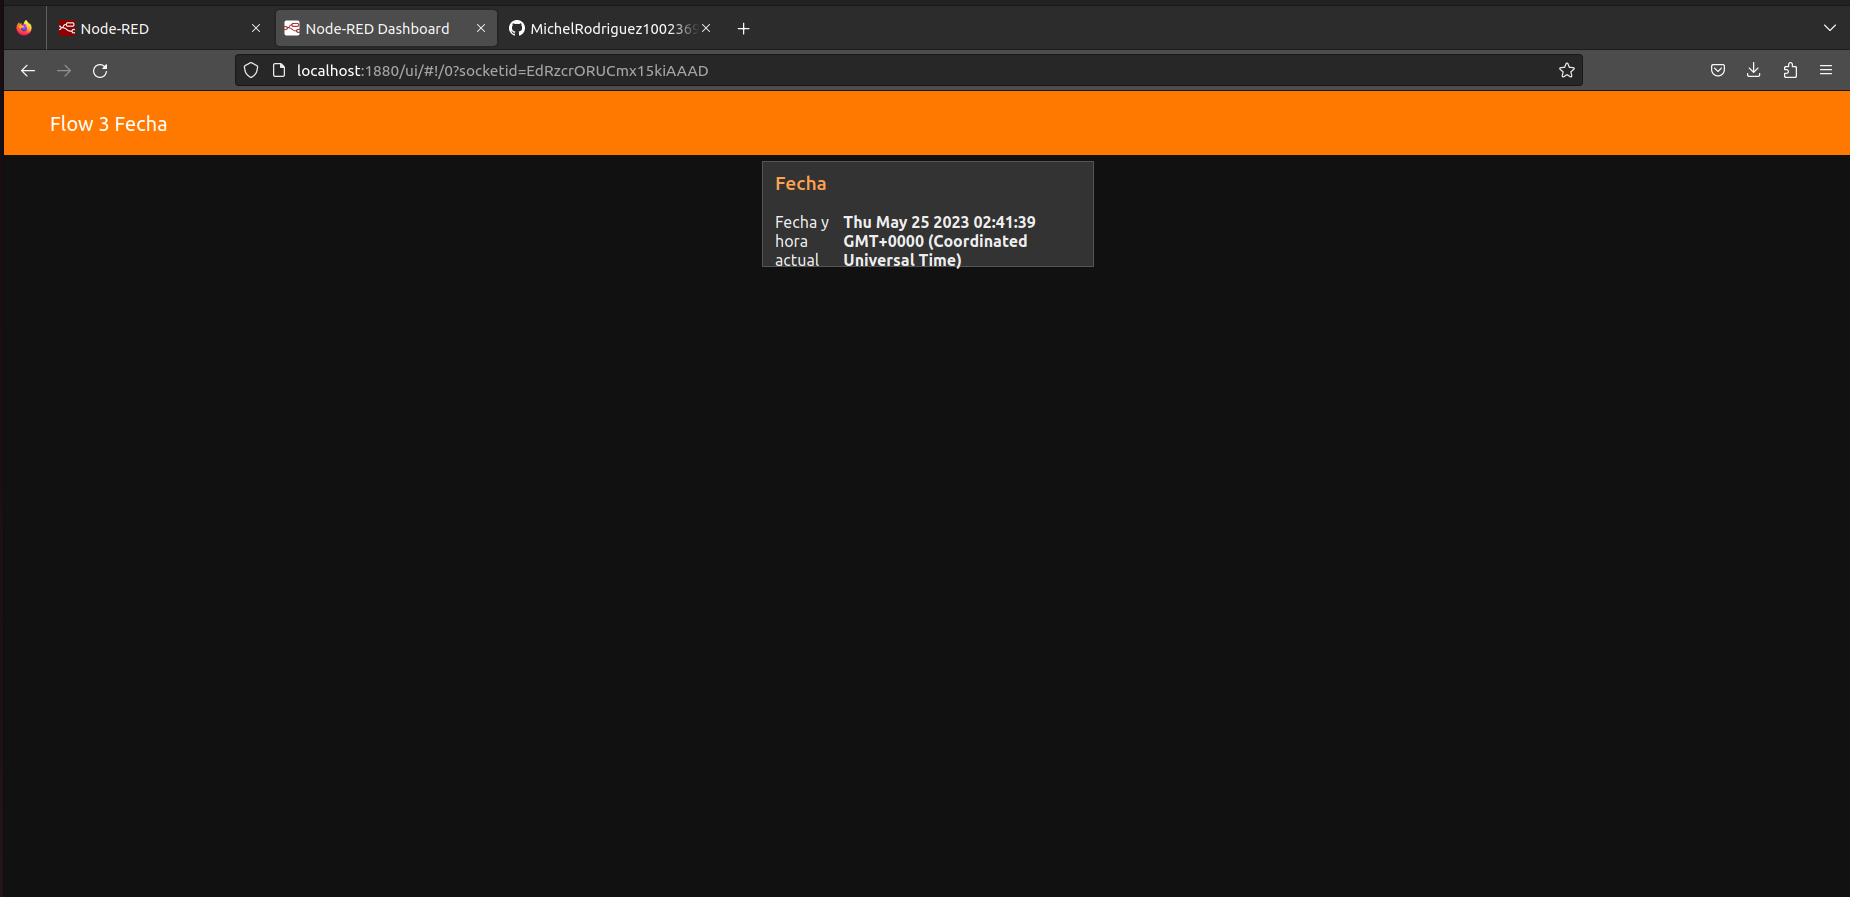 Node-RED
Node-RED Dashboard
MichelRodriguez100236
localhost:1880/ui/#!/0?socketid=EdRzcrORUCmx15kiAAAD
Flow 3 Fecha
Fecha
Fecha y
hora
actual
Thu May 25 2023 02:41:39
GMT+0000 (Coordinated
Universal Time)